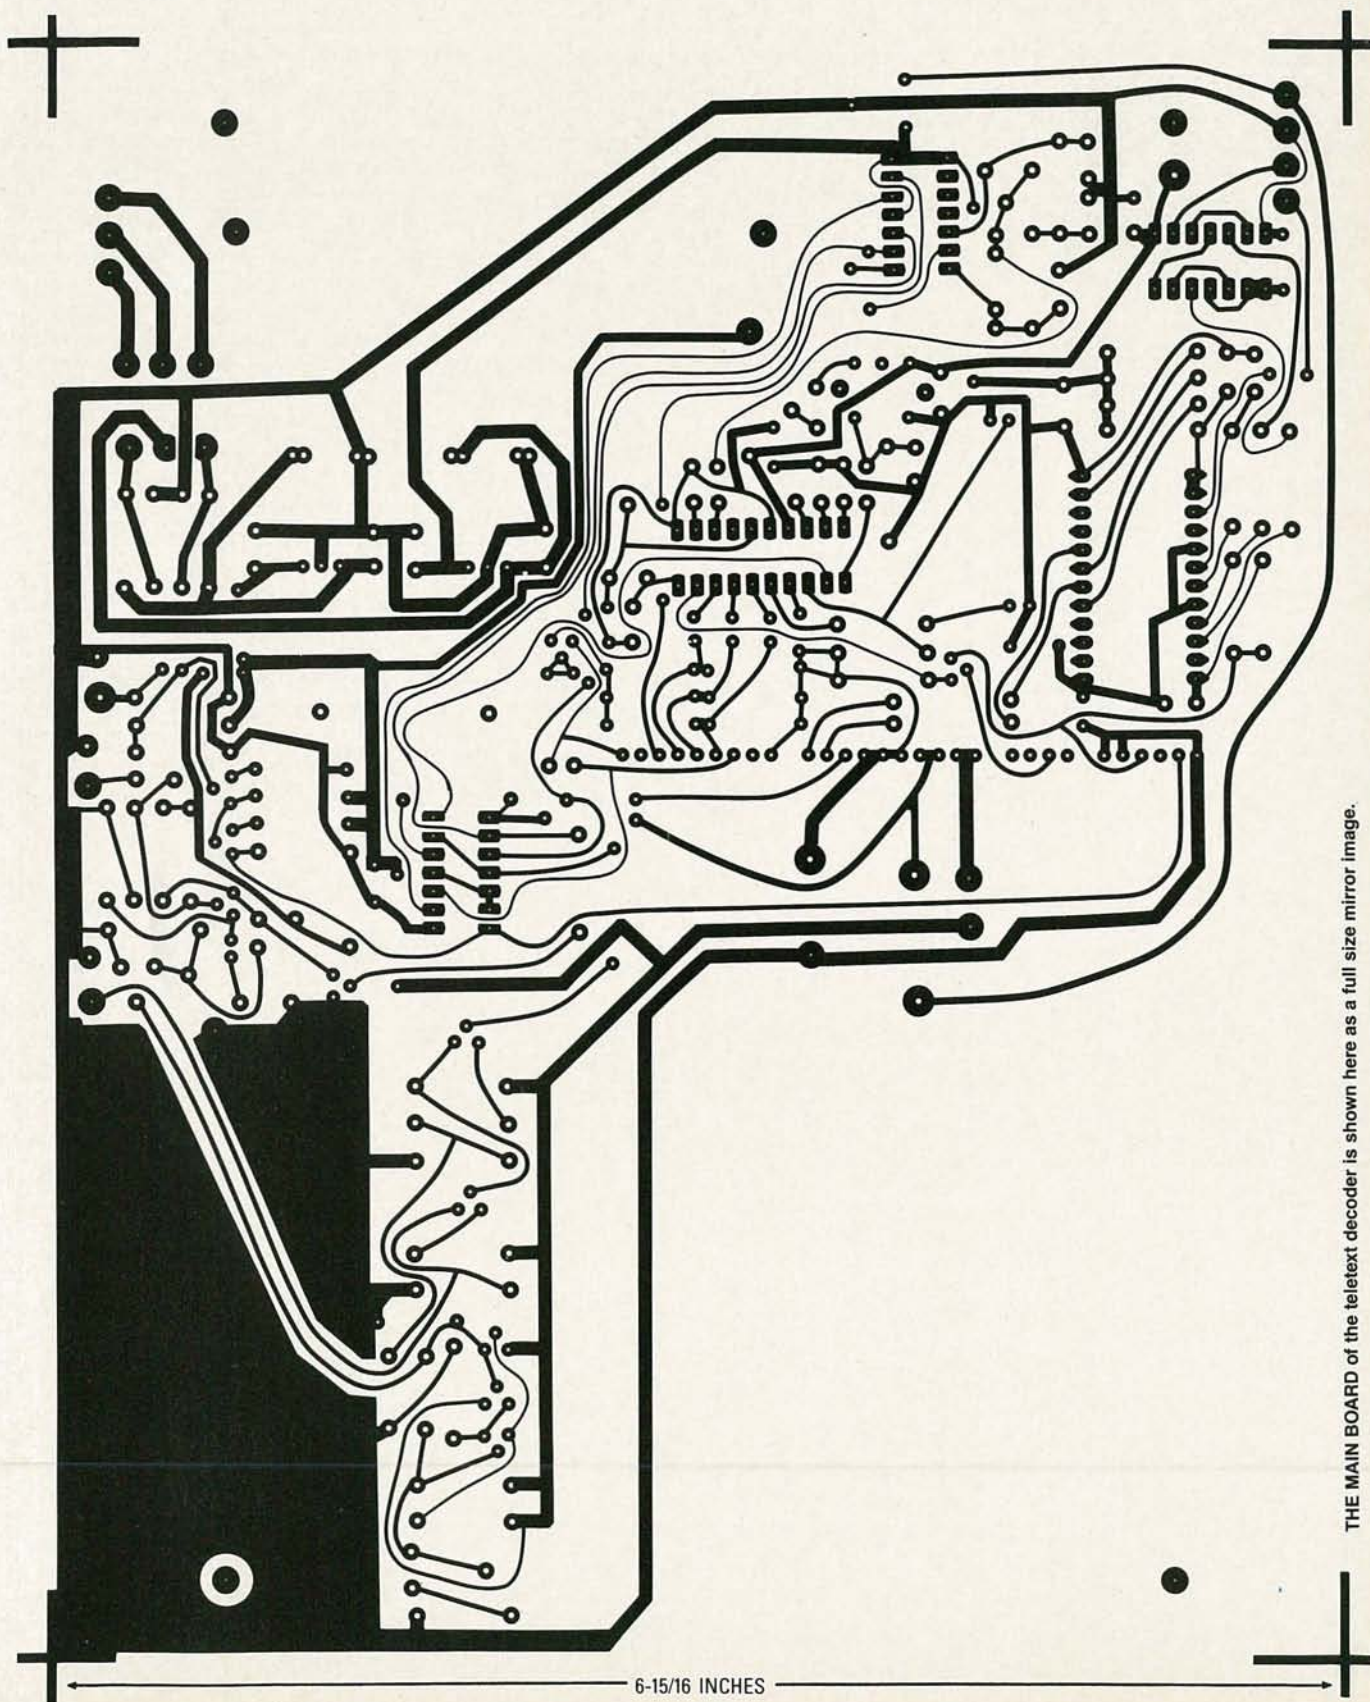 THE MAIN BOARD of the teletext decoder is shown here as a full size mirror image.
6-15/16 INCHES